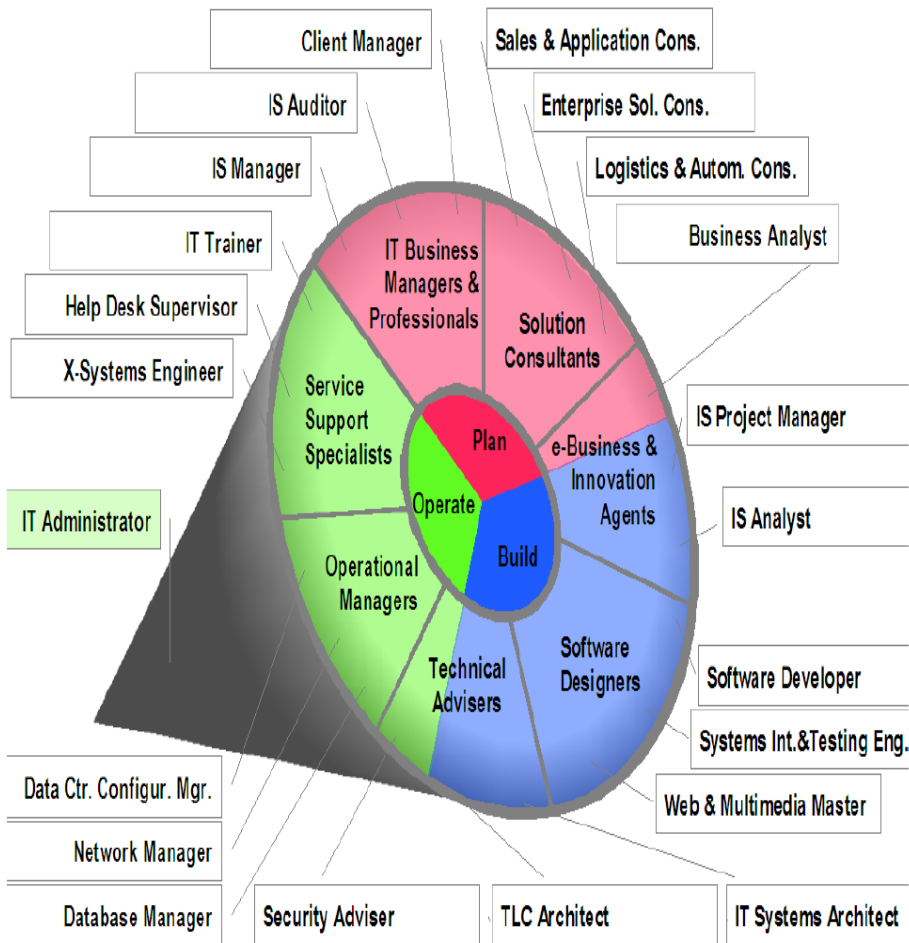 Client Manager
Sales & Application Cons.
IS Auditor
Enterprise Sol. Cons.
IS Manager
Logistics & Autom. Cons.
IT Trainer
Business Analyst
Help Desk Supervisor
X-Systems Engineer
IT Business
Managers &
Professionals
Solution
Consultants
Service
Support
Specialists
Plan
e-Business &
Innovation
Agents
IS Project Manager
Operate
IT Administrator
IS Analyst
Build
Operational
Managers
Technical
Advisers
Software
Designers
Software Developer
Systems Int.&Testing Eng.
Data Ctr. Configur. Mgr.
Web & Multimedia Master
Network Manager
Database Manager
Security Adviser
TLC Architect
IT Systems Architect